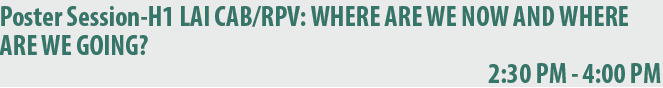 Poster Session-H1 LAI CAB/RPV: WHERE ARE WE NOW AND WHERE
ARE WE GOING?
2:30 PM - 4:00 PM